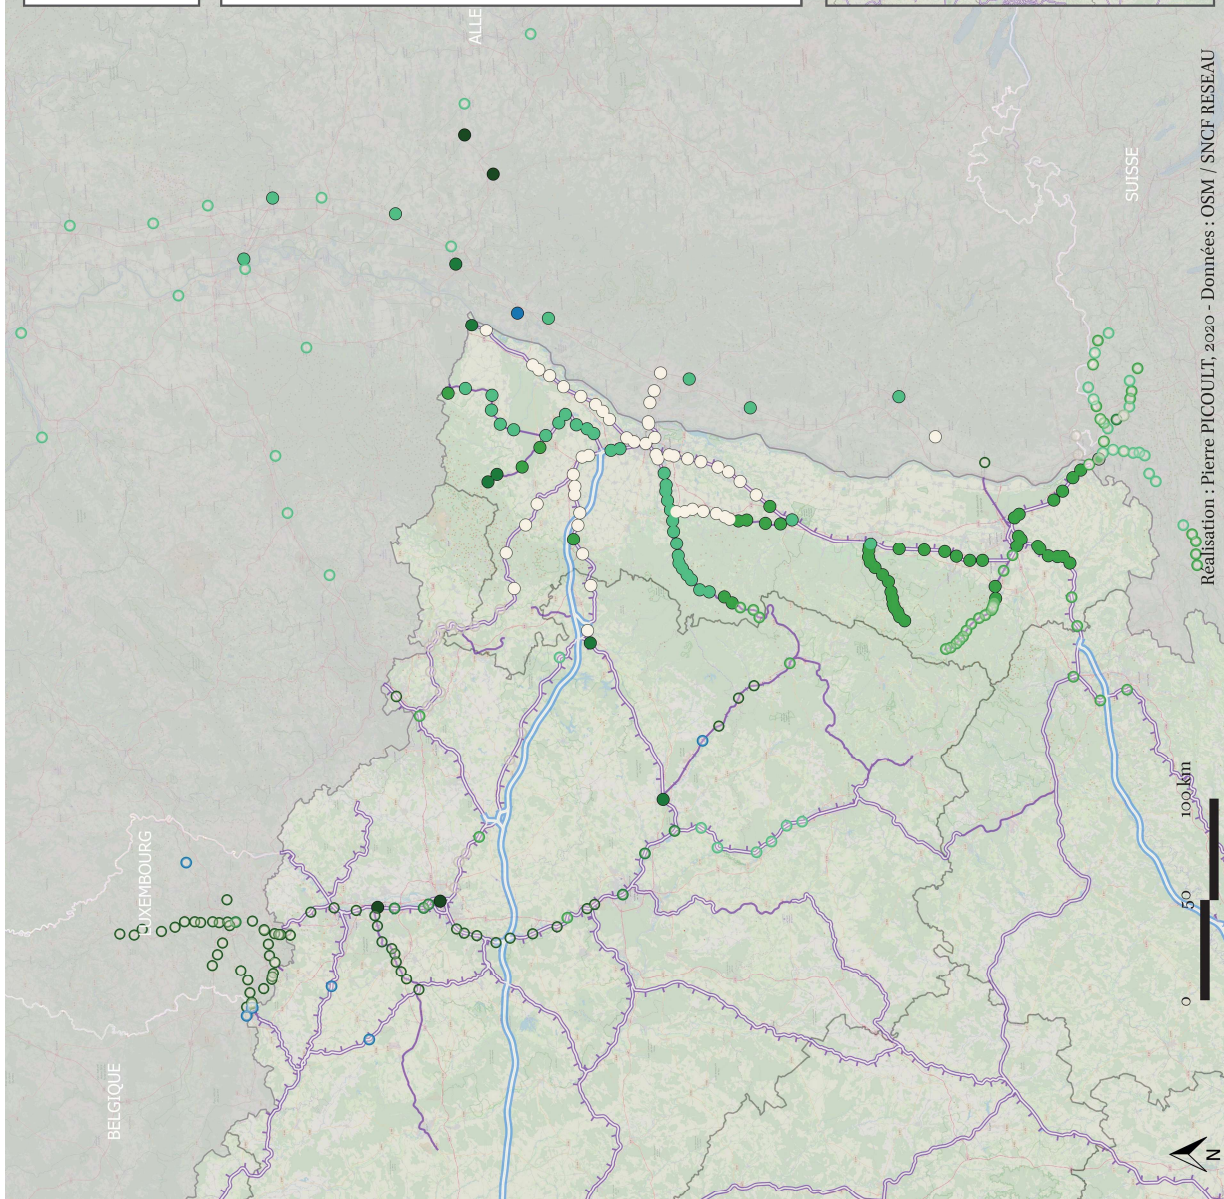 ALLE
SUISSE
LUXEMBOURG
BELGIQUE
0 50 100 km
N
Réalisation : Pierre PICOULT, 2020 - Données : OSM / SNCF RESEAU